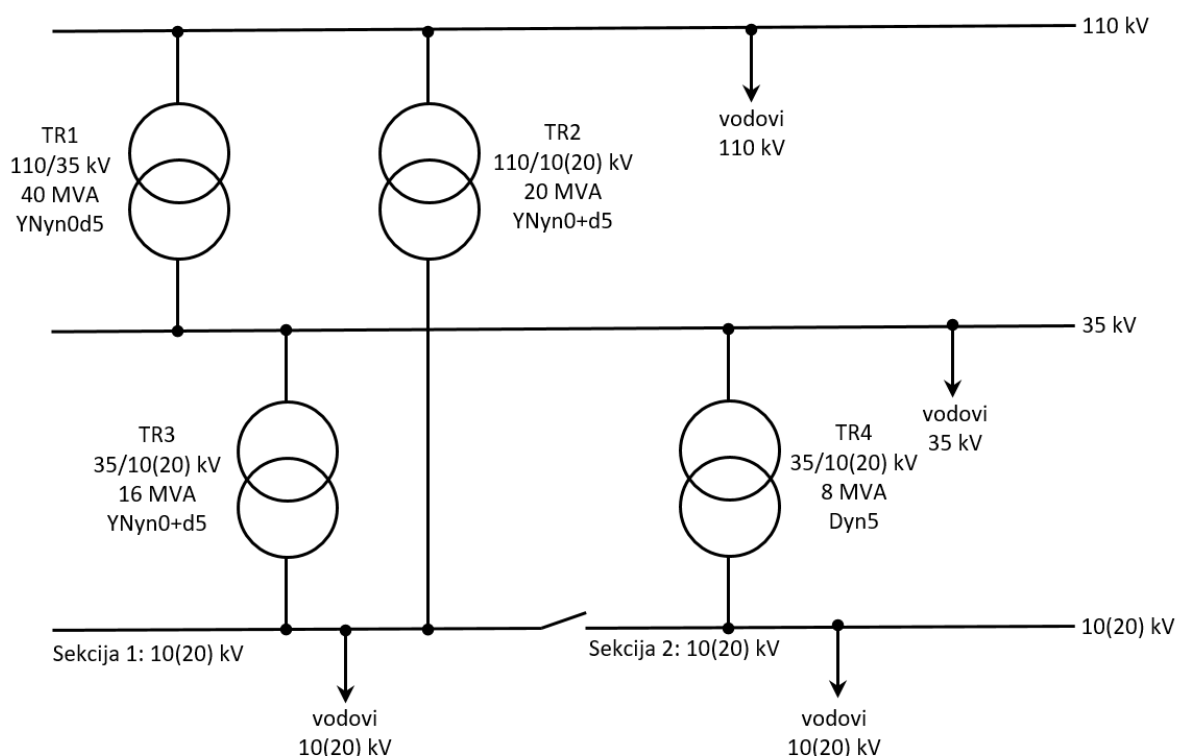 110 kV
TR1
110/35 kV
40 MVA
YNyn0d5
TR2
110/10(20) kV
20 MVA
YNyn0+d5
vodovi
110 kV
35 kV
TR3
35/10(20) kV
16 MVA
YNyn0+d5
TR4
35/10(20) kV
8 MVA
Dyn5
vodovi
35 kV
10(20) kV
Sekcija 1: 10(20) kV
Sekcija 2: 10(20) kV
vodovi
10(20) kV
vodovi
10(20) kV